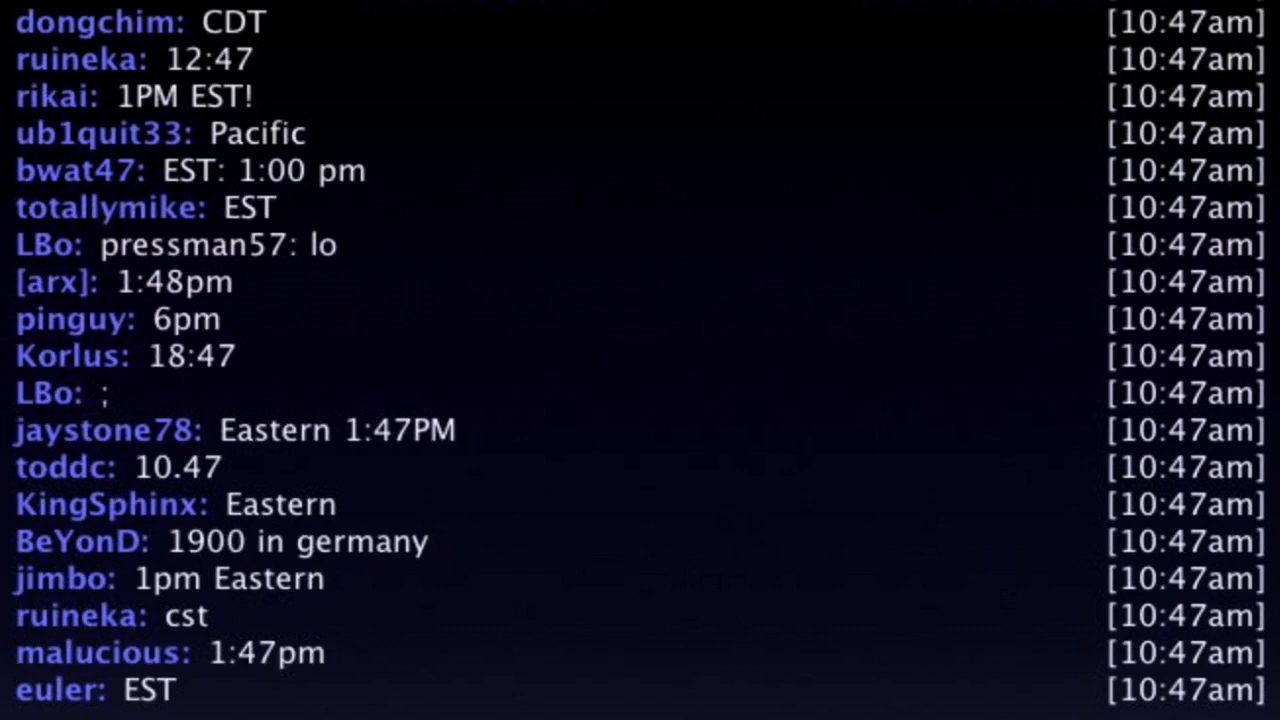 dongchim: CDT [10:47am]
ruineka: 12:47 [10:47am]
rikai: 1PM EST! [10:47am]
ub1quit33: Pacific [10:47am]
bwat47: EST: 1:00 pm [10:47am]
totallymike: EST [10:47am]
LBo: pressman57: lo [10:47am]
[arx]: 1:48pm [10:47am]
pinguy: 6pm [10:47am]
Korlus: 18:47 [10:47am]
LBo: ; [10:47am]
jaystone78: Eastern 1:47PM [10:47am]
toddc: 10.47 [10:47am]
KingSphinx: Eastern [10:47am]
BeYonD: 1900 in germany [10:47am]
jimbo: 1pm Eastern [10:47am]
ruineka: cst [10:47am]
malucious: 1:47pm [10:47am]
euler: EST [10:47am]